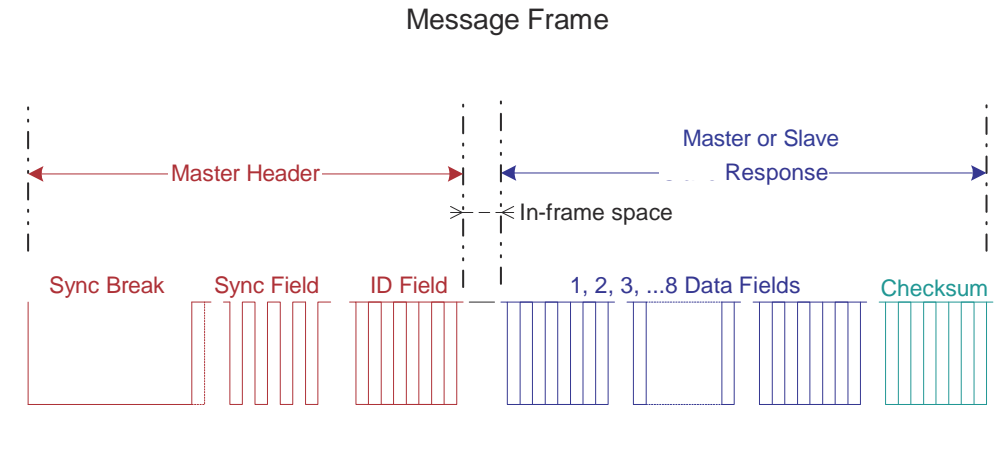 Message Frame
Master or Slave
Master Header
Response
In-frame space
Sync Break
Sync Field
ID Field
1, 2, 3, ...8 Data Fields
Checksum